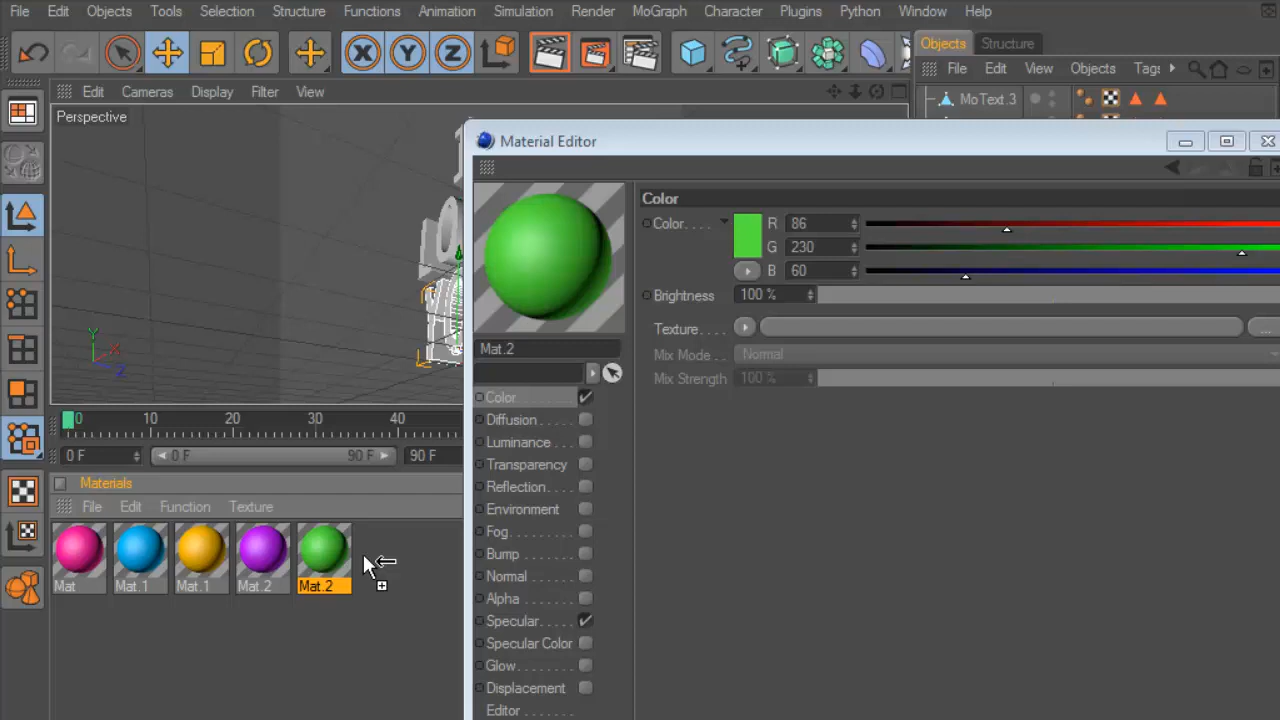 File Edit Objects Tools Selection Structure Functions Animation Simulation Render MoGraph Character Plugins Python Window Help
X Y Z
Objects Structure
File Edit View Objects Tags
MoText.3
Edit Cameras Display Filter View
Perspective
Y X Z
Material Editor
Color
Color. . . . R 86
G 230
B 60
Brightness 100 %
Texture. . . . ...
Mix Mode . . Normal
Mix Strength 100 %
Mat.2
Color
Diffusion
Luminance
Transparency
Reflection
Environment
Fog
Bump
Normal
Alpha
Specular
Specular Color
Glow
Displacement
Editor
0 10 20 30 40
0 F 0 F 90 F 90 F
Materials
File Edit Function Texture
Mat Mat.1 Mat.1 Mat.2 Mat.2